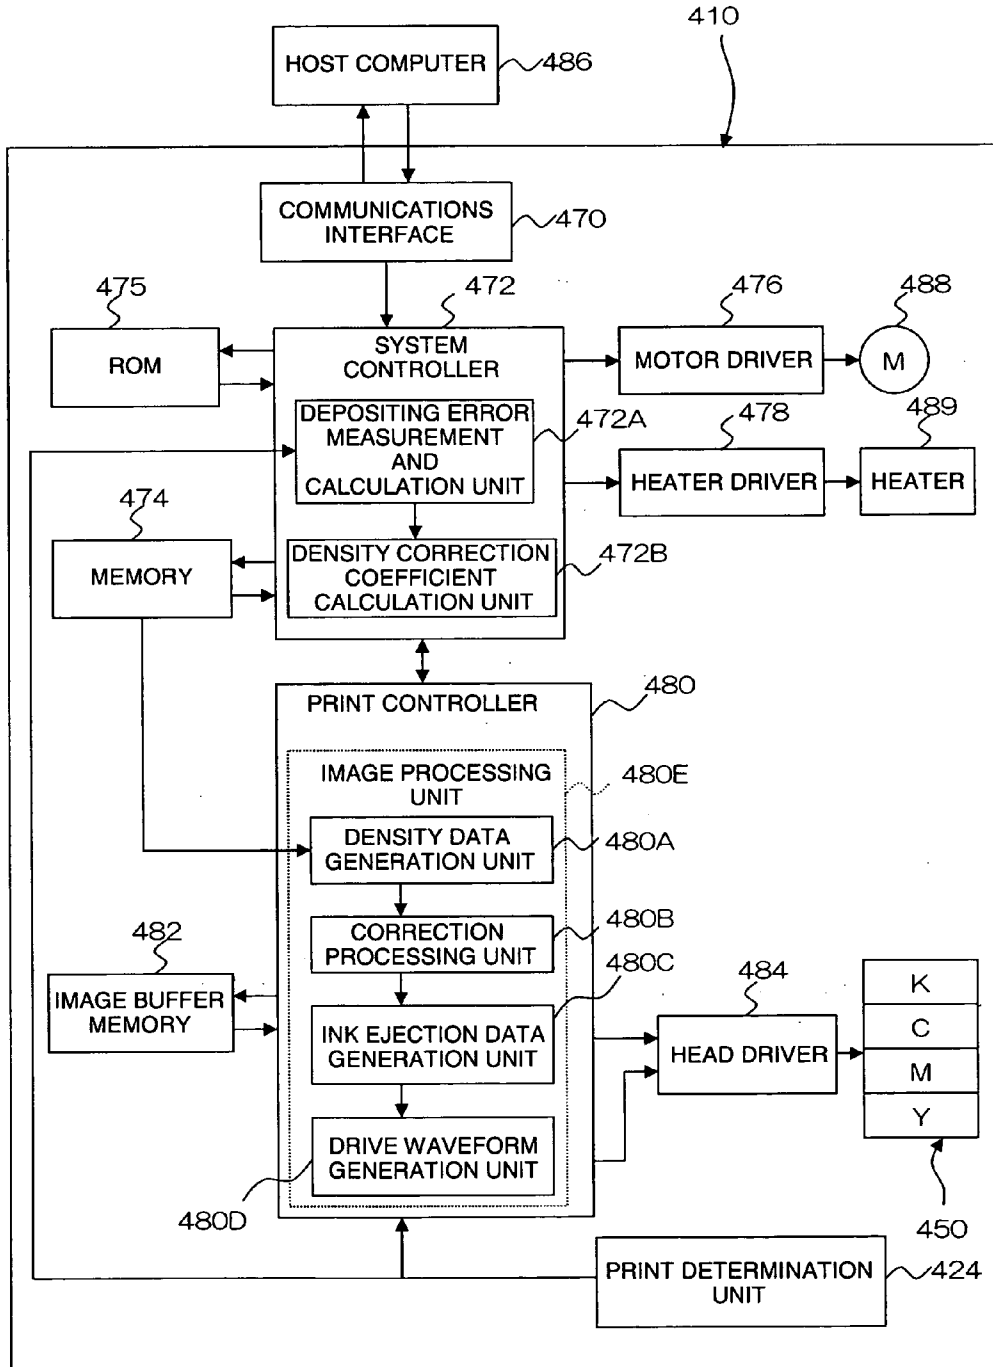 410
HOST COMPUTER
486
COMMUNICATIONS
INTERFACE
470
475
472
476
488
ROM
SYSTEM
CONTROLLER
MOTOR DRIVER
M
DEPOSITING ERROR
MEASUREMENT
AND
CALCULATION UNIT
472A
478
489
HEATER DRIVER
HEATER
474
MEMORY
DENSITY CORRECTION
COEFFICIENT
CALCULATION UNIT
472B
PRINT CONTROLLER
480
IMAGE PROCESSING
UNIT
480E
DENSITY DATA
GENERATION UNIT
480A
CORRECTION
PROCESSING UNIT
480B
482
480C
484
IMAGE BUFFER
MEMORY
INK EJECTION DATA
GENERATION UNIT
HEAD DRIVER
K
C
M
Y
DRIVE WAVEFORM
GENERATION UNIT
480D
450
PRINT DETERMINATION
UNIT
424